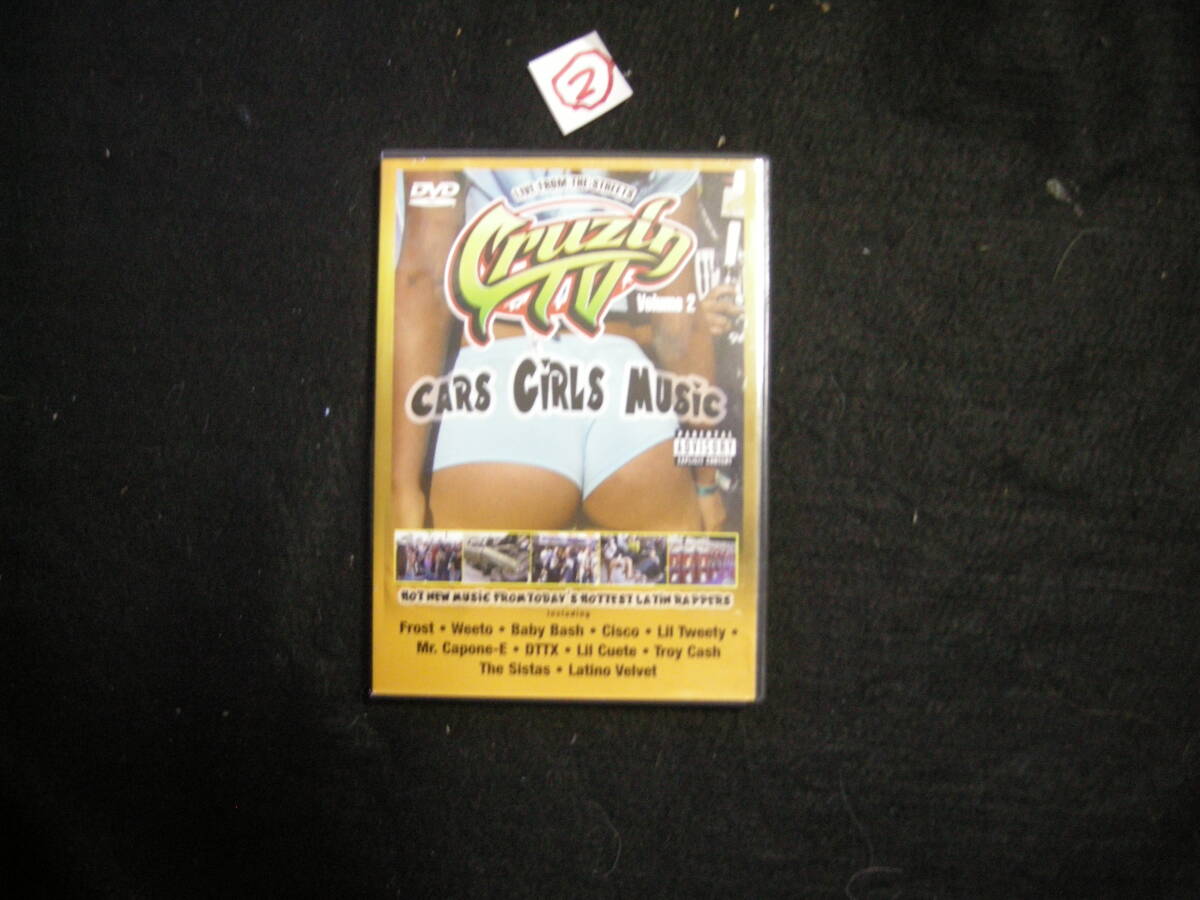 2
DVD
LIVE FROM THE STREETS
Cruzin
TV
Volume 2
CARS GiRLS MUSic
PARENTAL
ADVISORY
EXPLICIT CONTENT
HOT NEW MUSIC FROM TODAY'S HOTTEST LATIN RAPPERS
including
Frost • Weeto • Baby Bash • Cisco • Lil Tweety •
Mr. Capone-E • DTTX • Lil Cuete • Troy Cash
The Sistas • Latino Velvet